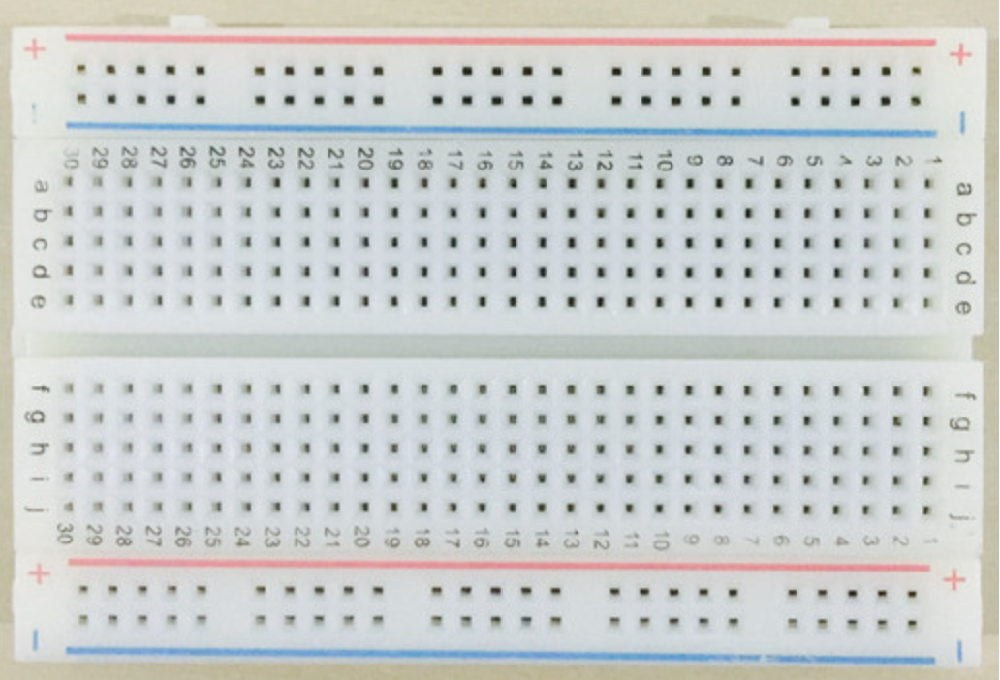 + +
- -
30 29 28 27 26 25 24 23 22 21 20 19 18 17 16 15 14 13 12 11 10 9 8 7 6 5 4 3 2 1
a a
b b
c c
d d
e e
f f
g g
h h
i i
j j
30 29 28 27 26 25 24 23 22 21 20 19 18 17 16 15 14 13 12 11 10 9 8 7 6 5 4 3 2 1
+ +
- -